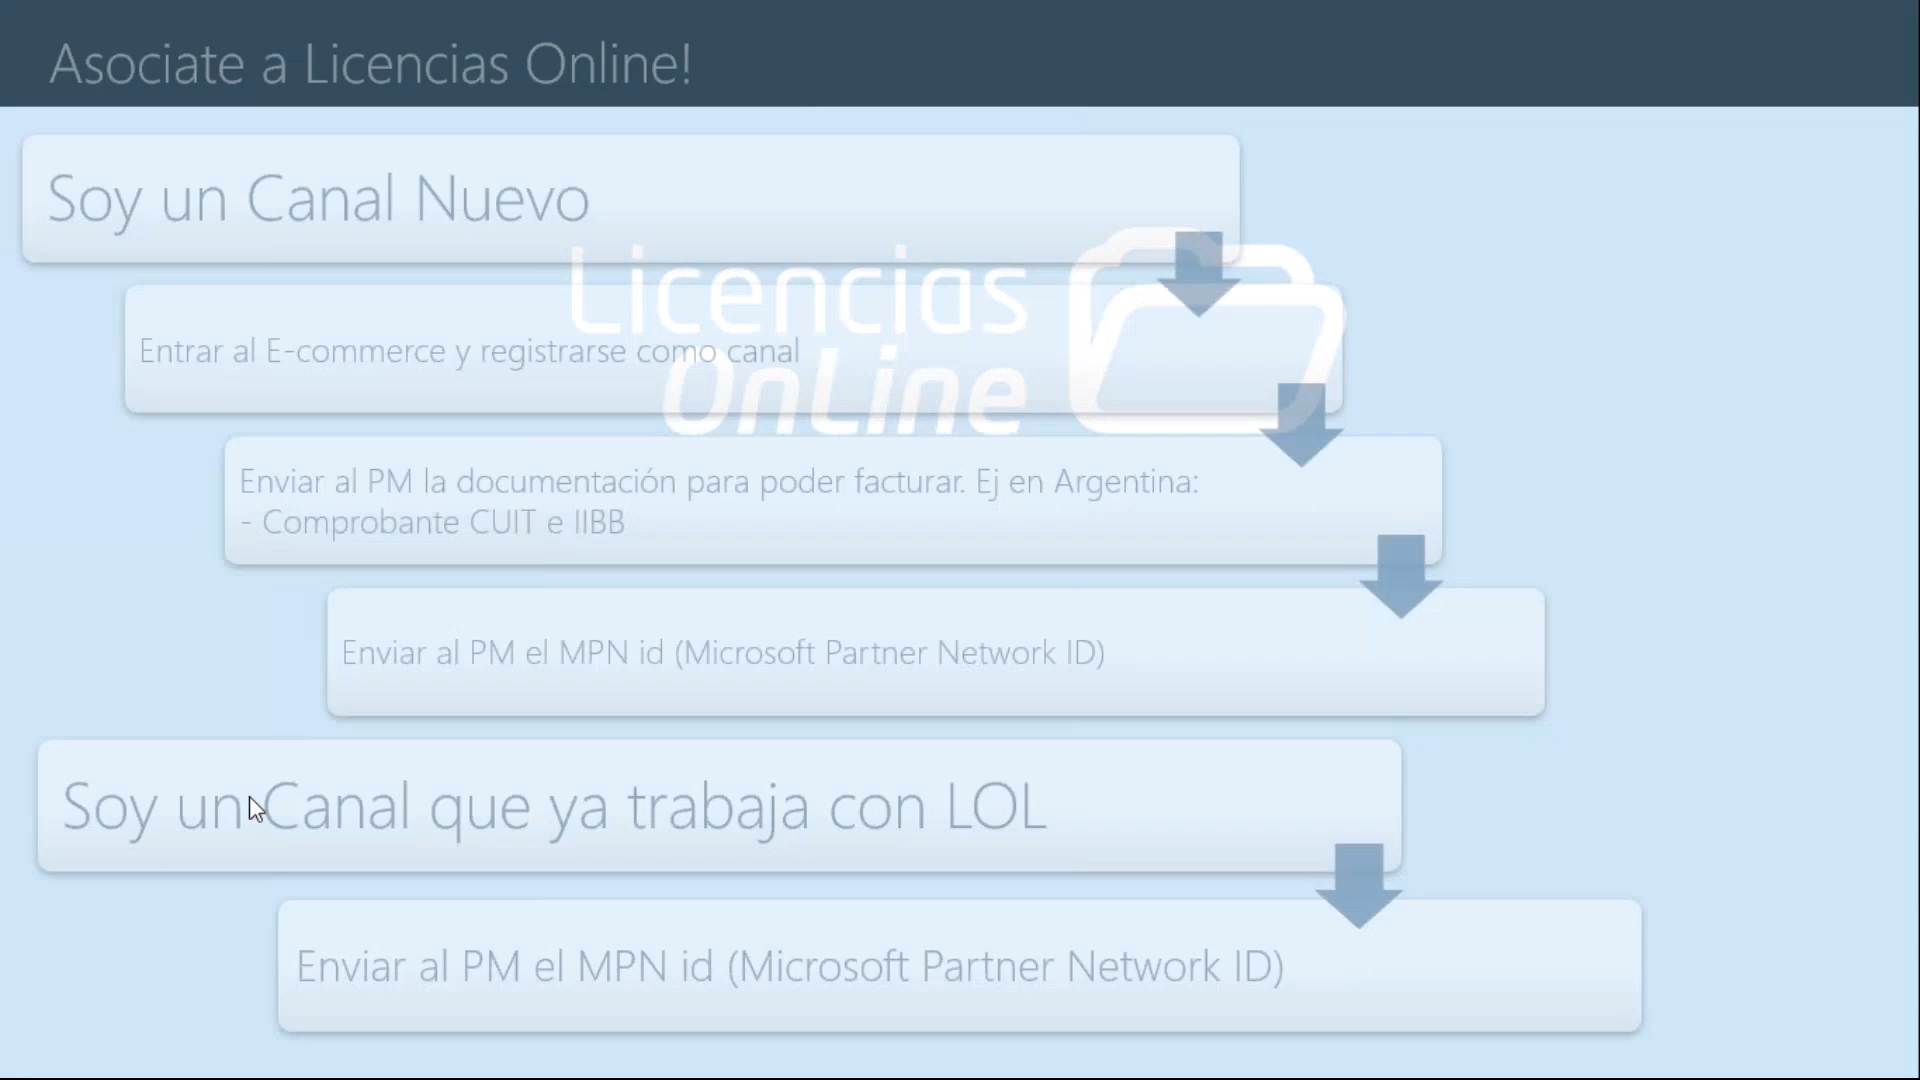 Asociate a Licencias Online!
Soy un Canal Nuevo
Licencias
OnLine
Entrar al E-commerce y registrarse como canal
Enviar al PM la documentación para poder facturar. Ej en Argentina:
- Comprobante CUIT e IIBB
Enviar al PM el MPN id (Microsoft Partner Network ID)
Soy un Canal que ya trabaja con LOL
Enviar al PM el MPN id (Microsoft Partner Network ID)